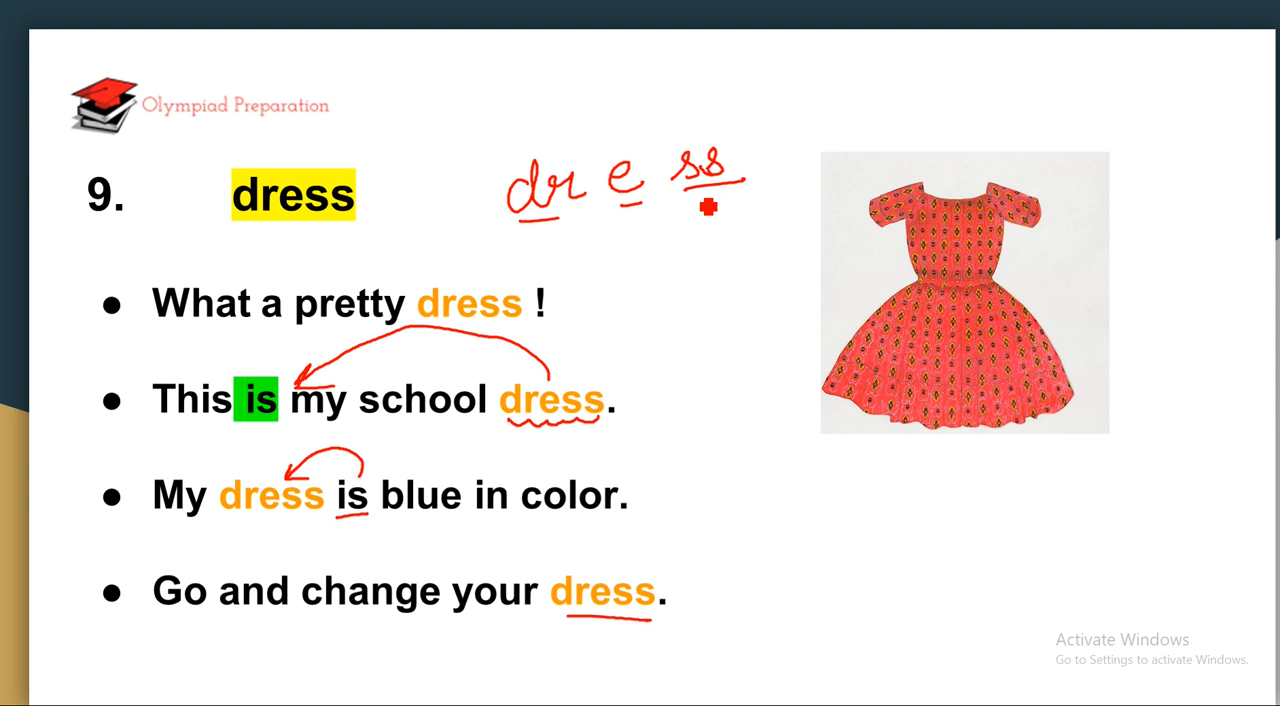 Olympiad Preparation
9. dress dr e ss
● What a pretty dress !
● This is my school dress.
● My dress is blue in color.
● Go and change your dress.
Activate Windows
Go to Settings to activate Windows.